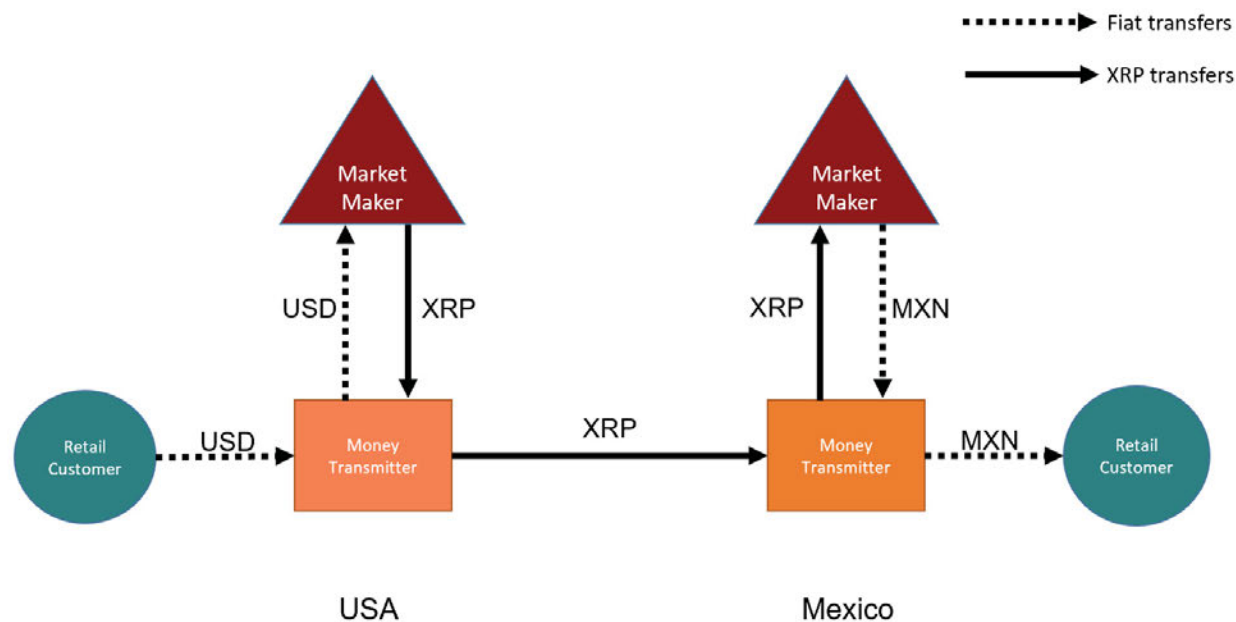 Fiat transfers
XRP transfers
Market
Maker
Market
Maker
USD
XRP
XRP
MXN
Retail
Customer
USD
Money
Transmitter
XRP
Money
Transmitter
MXN
Retail
Customer
USA
Mexico